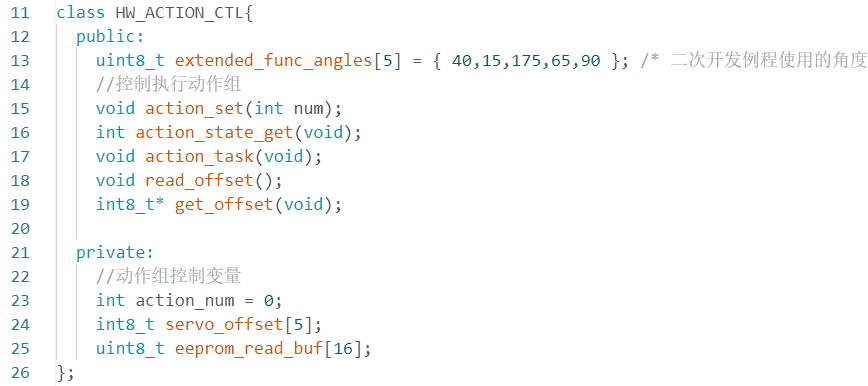 11 class HW_ACTION_CTL{
12 public:
13 uint8_t extended_func_angles[5] = { 40,15,175,65,90 }; /* 二次开发例程使用的角度
14 //控制执行动作组
15 void action_set(int num);
16 int action_state_get(void);
17 void action_task(void);
18 void read_offset();
19 int8_t* get_offset(void);
20
21 private:
22 //动作组控制变量
23 int action_num = 0;
24 int8_t servo_offset[5];
25 uint8_t eeprom_read_buf[16];
26 };